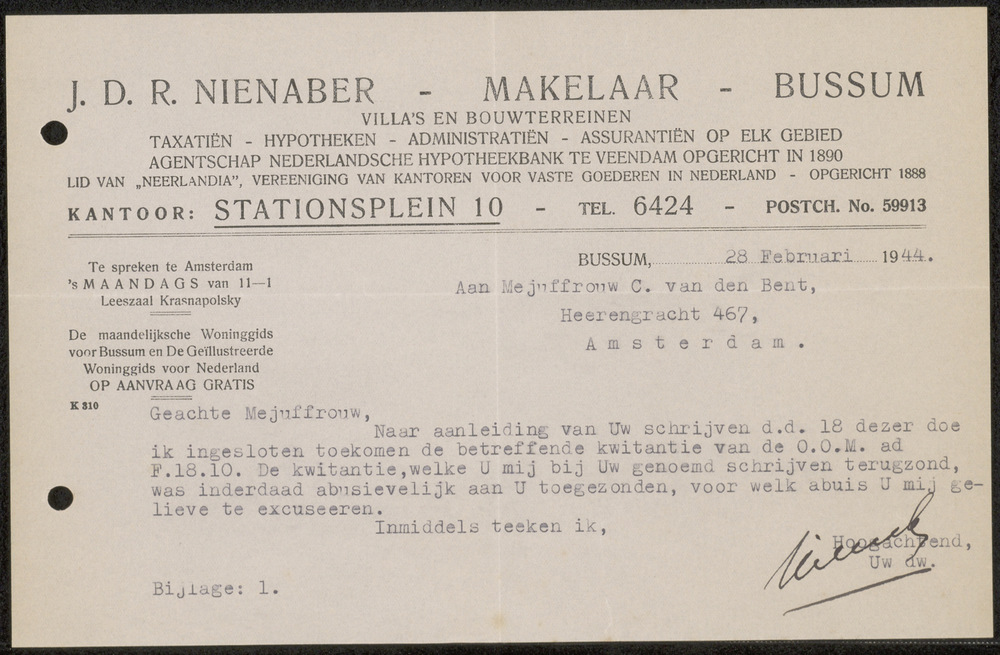 J. D. R. NIENABER - MAKELAAR - BUSSUM
VILLA'S EN BOUWTERREINEN
TAXATIËN - HYPOTHEKEN - ADMINISTRATIËN - ASSURANTIËN OP ELK GEBIED
AGENTSCHAP NEDERLANDSCHE HYPOTHEEKBANK TE VEENDAM OPGERICHT IN 1890
LID VAN „NEERLANDIA”, VEREENIGING VAN KANTOREN VOOR VASTE GOEDEREN IN NEDERLAND - OPGERICHT 1888
KANTOOR: STATIONSPLEIN 10 - TEL. 6424 - POSTCH. No. 59913
Te spreken te Amsterdam
's MAANDAGS van 11—1
Leeszaal Krasnapolsky
De maandelijksche Woninggids
voor Bussum en De Geïllustreerde
Woninggids voor Nederland
OP AANVRAAG GRATIS
K 310
BUSSUM, 28 Februari 1944.
Aan Mejuffrouw C. van den Bent,
Heerengracht 467,
Amsterdam.
Geachte Mejuffrouw,
Naar aanleiding van Uw schrijven d.d. 18 dezer doe
ik ingesloten toekomen de betreffende kwitantie van de O.O.M. ad
F.18.10. De kwitantie,welke U mij bij Uw genoemd schrijven terugzond,
was inderdaad abusievelijk aan U toegezonden, voor welk abuis U mij ge-
lieve te excuseeren.
Inmiddels teeken ik,
Hoogachtend,
Uw dw.
Bijlage: 1.